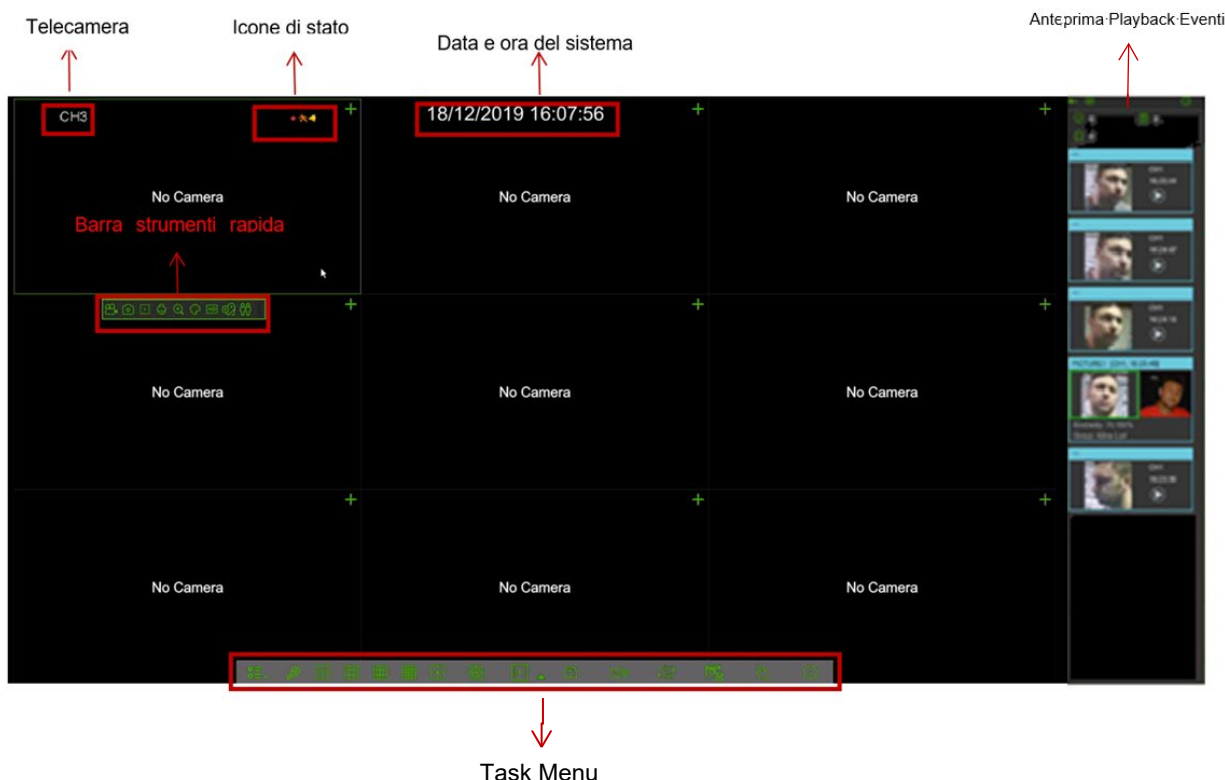 Telecamera
Icone di stato
Data e ora del sistema
Anteprima·Playback·Eventi
CH3
18/12/2019 16:07:56
No Camera
No Camera
No Camera
Barra strumenti rapida
No Camera
No Camera
No Camera
No Camera
No Camera
No Camera
Task Menu